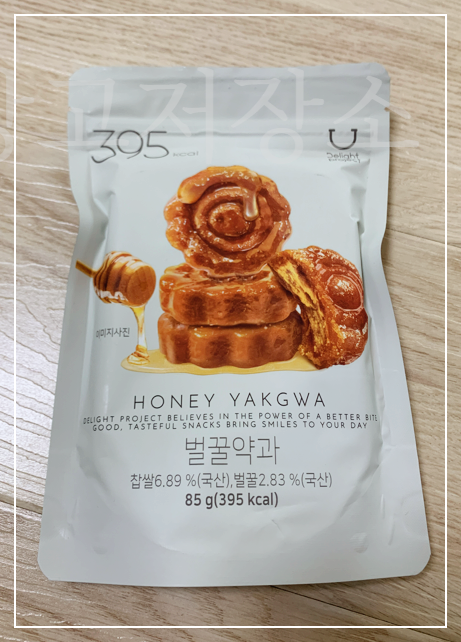 395
Delight
이미지사진
HONEY YAKGWA
DELIGHT PROJECT BELIEVES IN THE POWER OF A BETTER BITE
GOOD, TASTEFUL SNACKS BRING SMILES TO YOUR DAY
벌꿀약과
찹쌀6.89 %(국산),벌꿀2.83 %(국산)
85 g(395 kcal)